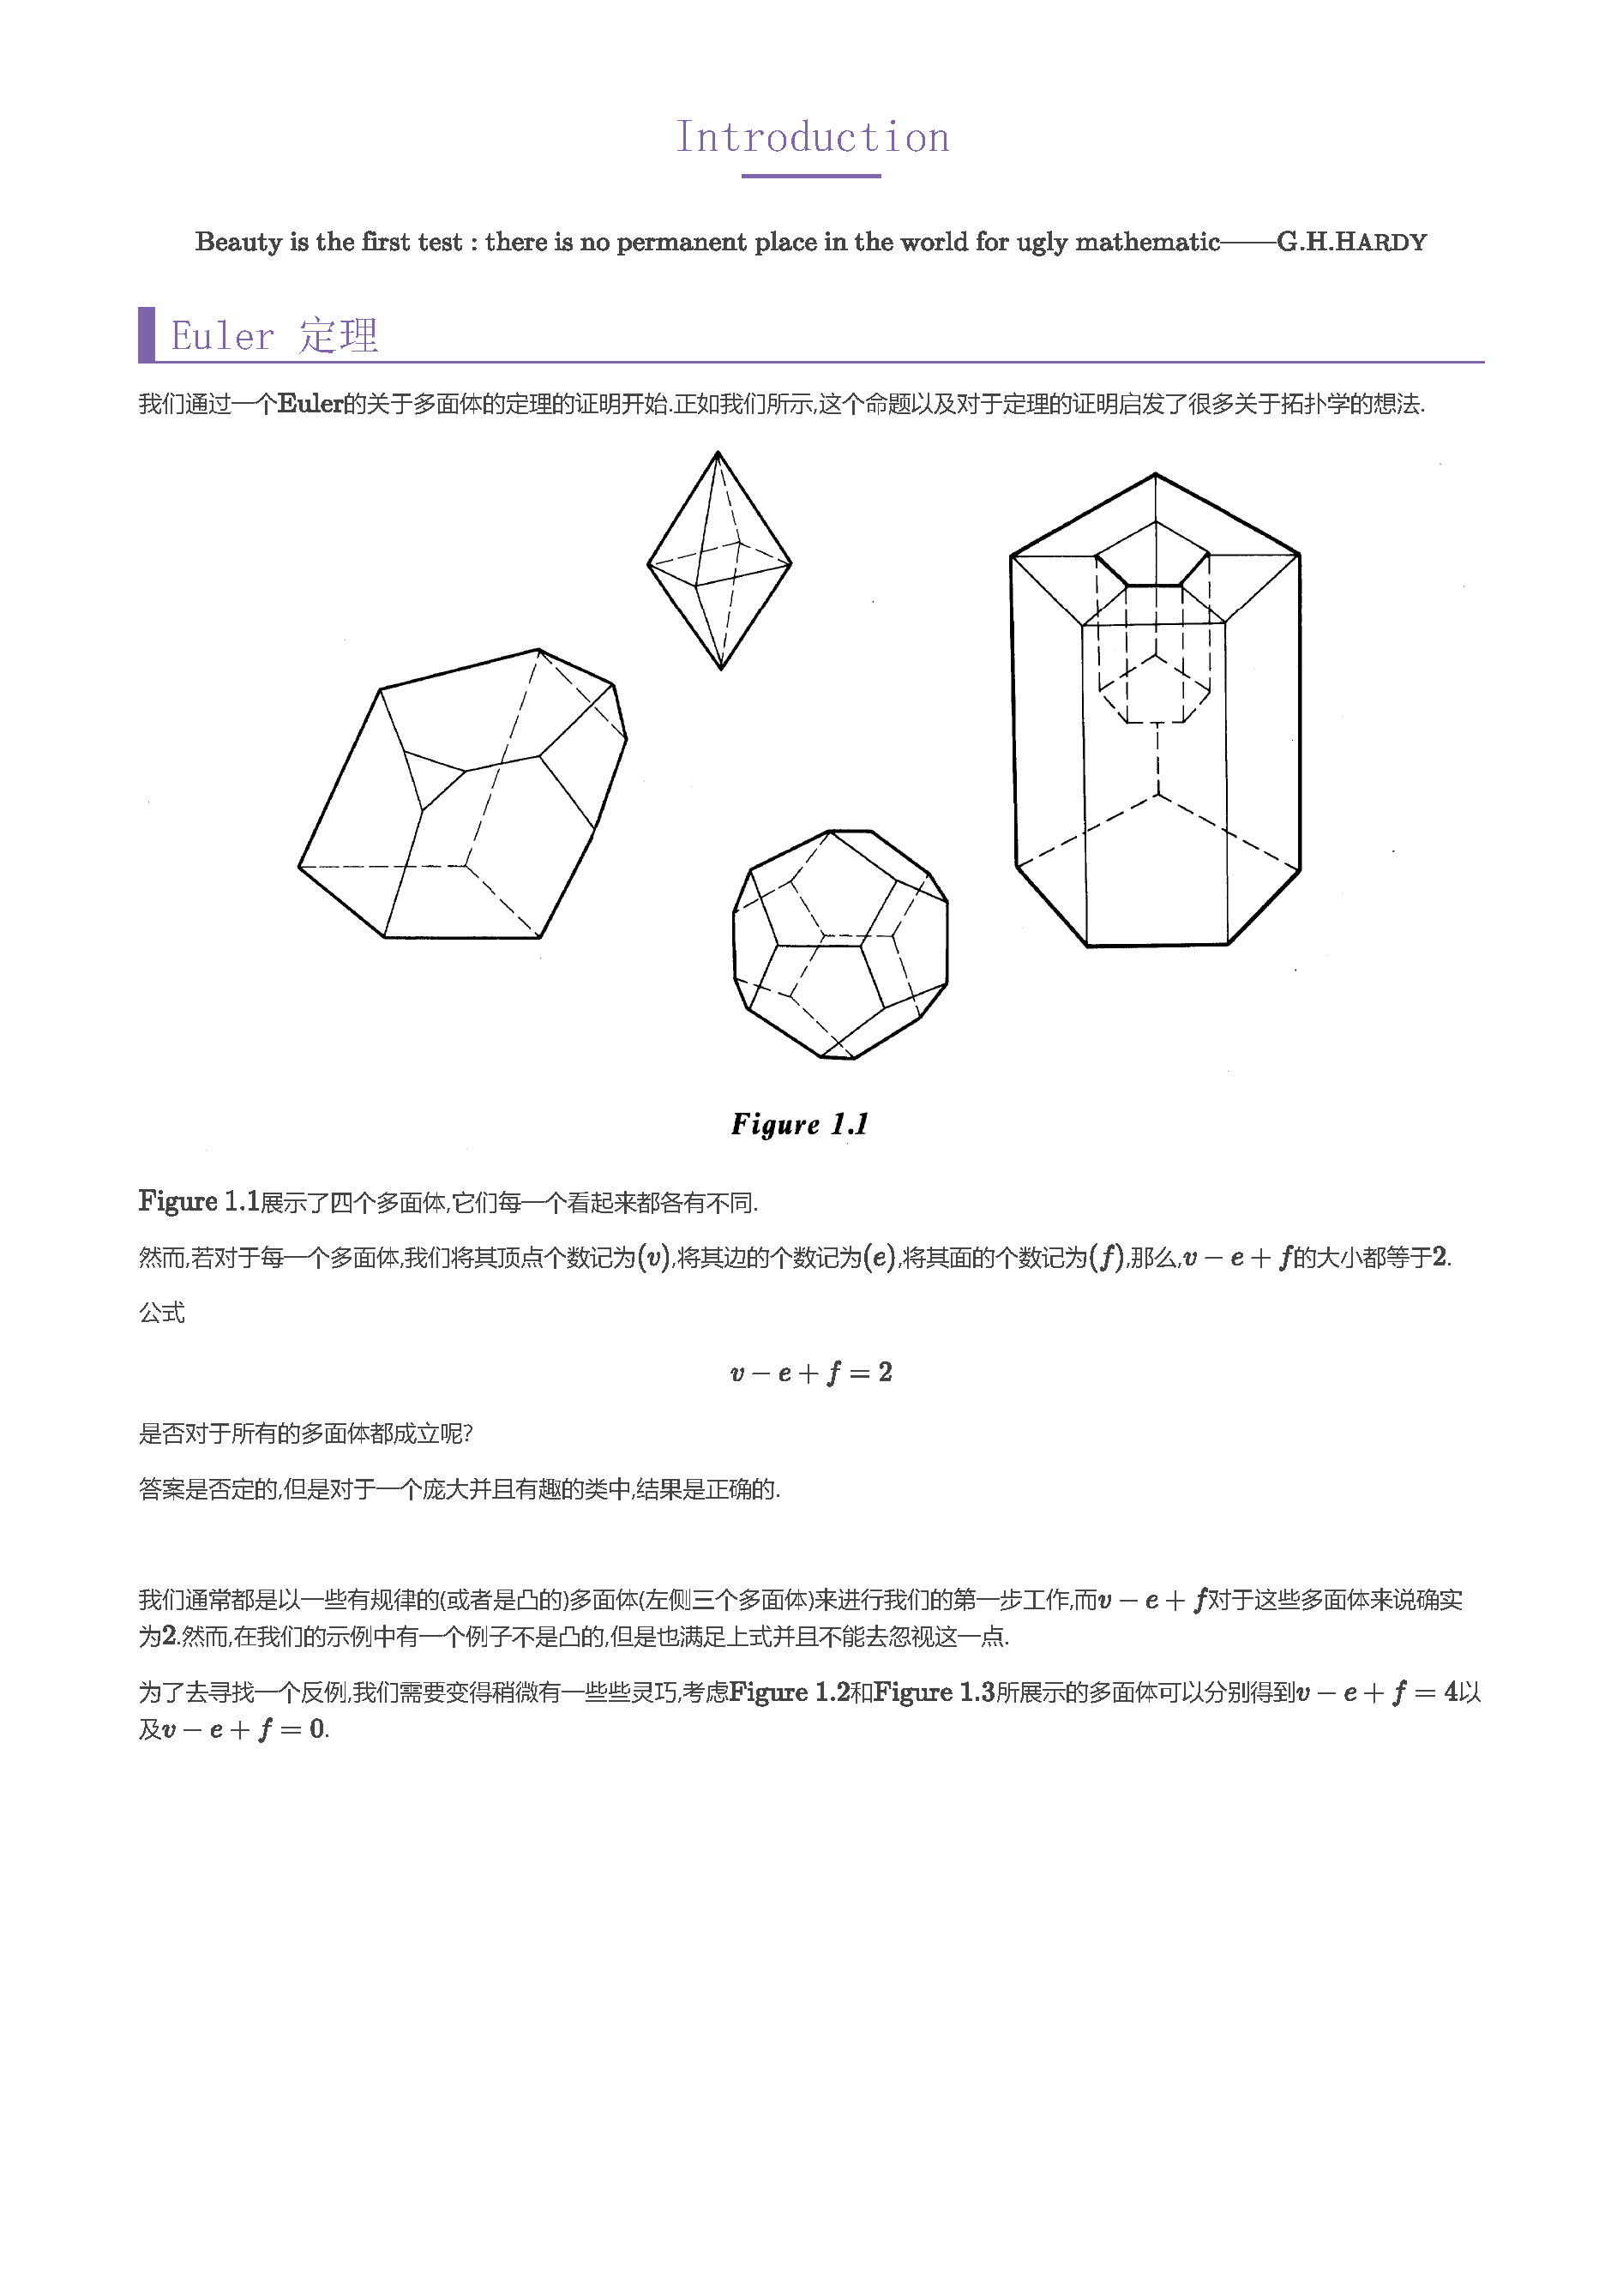 Introduction
Beauty is the first test : there is no permanent place in the world for ugly mathematic——G.H.HARDY
Euler 定理
我们通过一个Euler的关于多面体的定理的证明开始.正如我们所示,这个命题以及对于定理的证明启发了很多关于拓扑学的想法.
Figure 1.1
Figure 1.1展示了四个多面体,它们每一个看起来都各有不同.
然而,若对于每一个多面体,我们将其顶点个数记为(v),将其边的个数记为(e),将其面的个数记为(f),那么,v − e + f的大小都等于2.
公式
v − e + f = 2
是否对于所有的多面体都成立呢?
答案是否定的,但是对于一个庞大并且有趣的类中,结果是正确的.
我们通常都是以一些有规律的(或者是凸的)多面体(左侧三个多面体)来进行我们的第一步工作,而v − e + f对于这些多面体来说确实
为2.然而,在我们的示例中有一个例子不是凸的,但是也满足上式并且不能去忽视这一点.
为了去寻找一个反例,我们需要变得稍微有一些些灵巧,考虑Figure 1.2和Figure 1.3所展示的多面体可以分别得到v − e + f = 4以
及v − e + f = 0.